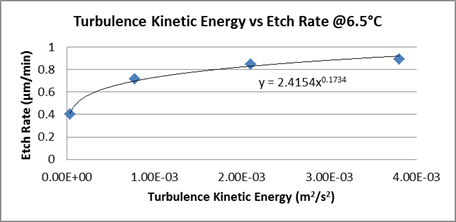 Turbulence Kinetic Energy vs Etch Rate @6.5°C
Etch Rate (µm/min)
1
0.8
0.6
0.4
0.2
0
y = 2.4154x^0.1734
0.00E+00 1.00E-03 2.00E-03 3.00E-03 4.00E-03
Turbulence Kinetic Energy (m²/s²)